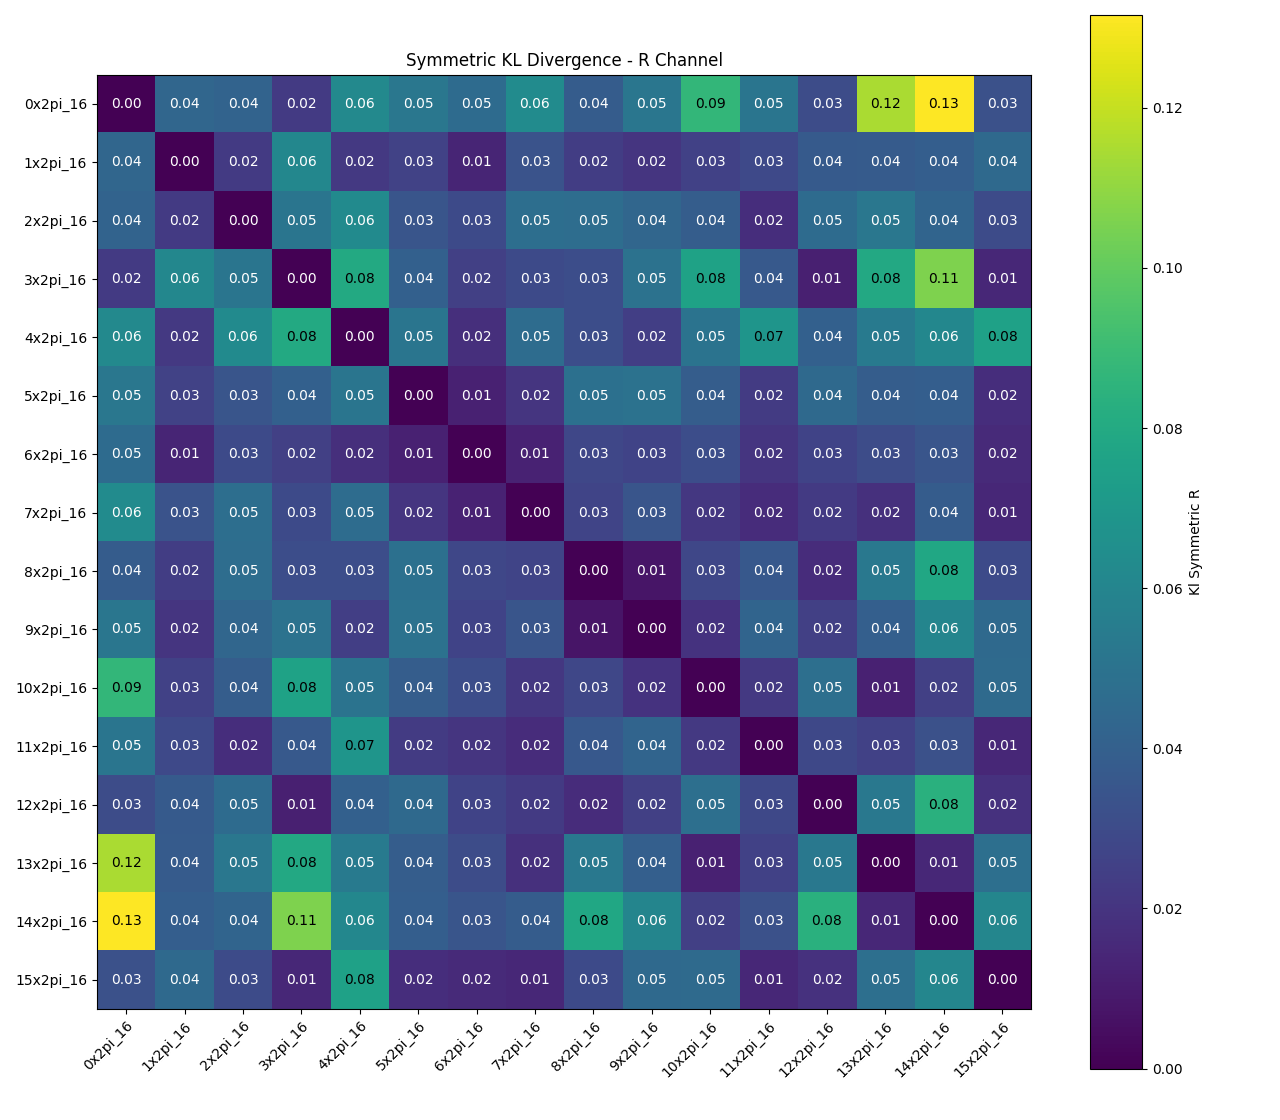 Symmetric KL Divergence - R Channel
0x2pi_16 0.00 0.04 0.04 0.02 0.06 0.05 0.05 0.06 0.04 0.05 0.09 0.05 0.03 0.12 0.13 0.03
1x2pi_16 0.04 0.00 0.02 0.06 0.02 0.03 0.01 0.03 0.02 0.02 0.03 0.03 0.04 0.04 0.04 0.04
2x2pi_16 0.04 0.02 0.00 0.05 0.06 0.03 0.03 0.05 0.05 0.04 0.04 0.02 0.05 0.05 0.04 0.03
3x2pi_16 0.02 0.06 0.05 0.00 0.08 0.04 0.02 0.03 0.03 0.05 0.08 0.04 0.01 0.08 0.11 0.01
4x2pi_16 0.06 0.02 0.06 0.08 0.00 0.05 0.02 0.05 0.03 0.02 0.05 0.07 0.04 0.05 0.06 0.08
5x2pi_16 0.05 0.03 0.03 0.04 0.05 0.00 0.01 0.02 0.05 0.05 0.04 0.02 0.04 0.04 0.04 0.02
6x2pi_16 0.05 0.01 0.03 0.02 0.02 0.01 0.00 0.01 0.03 0.03 0.03 0.02 0.03 0.03 0.03 0.02
7x2pi_16 0.06 0.03 0.05 0.03 0.05 0.02 0.01 0.00 0.03 0.03 0.02 0.02 0.02 0.02 0.04 0.01
8x2pi_16 0.04 0.02 0.05 0.03 0.03 0.05 0.03 0.03 0.00 0.01 0.03 0.04 0.02 0.05 0.08 0.03
9x2pi_16 0.05 0.02 0.04 0.05 0.02 0.05 0.03 0.03 0.01 0.00 0.02 0.04 0.02 0.04 0.06 0.05
10x2pi_16 0.09 0.03 0.04 0.08 0.05 0.04 0.03 0.02 0.03 0.02 0.00 0.02 0.05 0.01 0.02 0.05
11x2pi_16 0.05 0.03 0.02 0.04 0.07 0.02 0.02 0.02 0.04 0.04 0.02 0.00 0.03 0.03 0.03 0.01
12x2pi_16 0.03 0.04 0.05 0.01 0.04 0.04 0.03 0.02 0.02 0.02 0.05 0.03 0.00 0.05 0.08 0.02
13x2pi_16 0.12 0.04 0.05 0.08 0.05 0.04 0.03 0.02 0.05 0.04 0.01 0.03 0.05 0.00 0.01 0.05
14x2pi_16 0.13 0.04 0.04 0.11 0.06 0.04 0.03 0.04 0.08 0.06 0.02 0.03 0.08 0.01 0.00 0.06
15x2pi_16 0.03 0.04 0.03 0.01 0.08 0.02 0.02 0.01 0.03 0.05 0.05 0.01 0.02 0.05 0.06 0.00
0x2pi_16 1x2pi_16 2x2pi_16 3x2pi_16 4x2pi_16 5x2pi_16 6x2pi_16 7x2pi_16 8x2pi_16 9x2pi_16 10x2pi_16 11x2pi_16 12x2pi_16 13x2pi_16 14x2pi_16 15x2pi_16
0.12
0.10
0.08
0.06
0.04
0.02
0.00
Kl Symmetric R